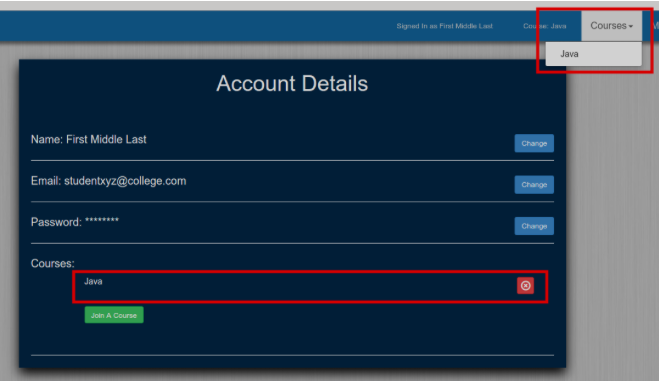 Signed In as First Middle Last Course: Java Courses
Java
Account Details
Name: First Middle Last Change
Email: studentxyz@college.com Change
Password: ******** Change
Courses:
Java
Join A Course